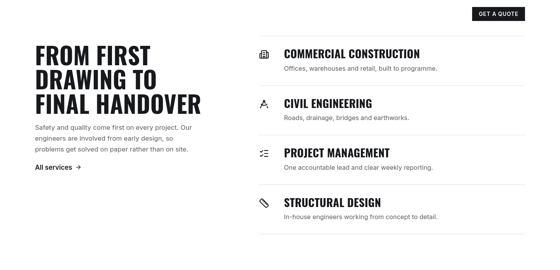 GET A QUOTE
FROM FIRST
DRAWING TO
FINAL HANDOVER
Safety and quality come first on every project. Our
engineers are involved from early design, so
problems get solved on paper rather than on site.
All services →
COMMERCIAL CONSTRUCTION
Offices, warehouses and retail, built to programme.
CIVIL ENGINEERING
Roads, drainage, bridges and earthworks.
PROJECT MANAGEMENT
One accountable lead and clear weekly reporting.
STRUCTURAL DESIGN
In-house engineers working from concept to detail.